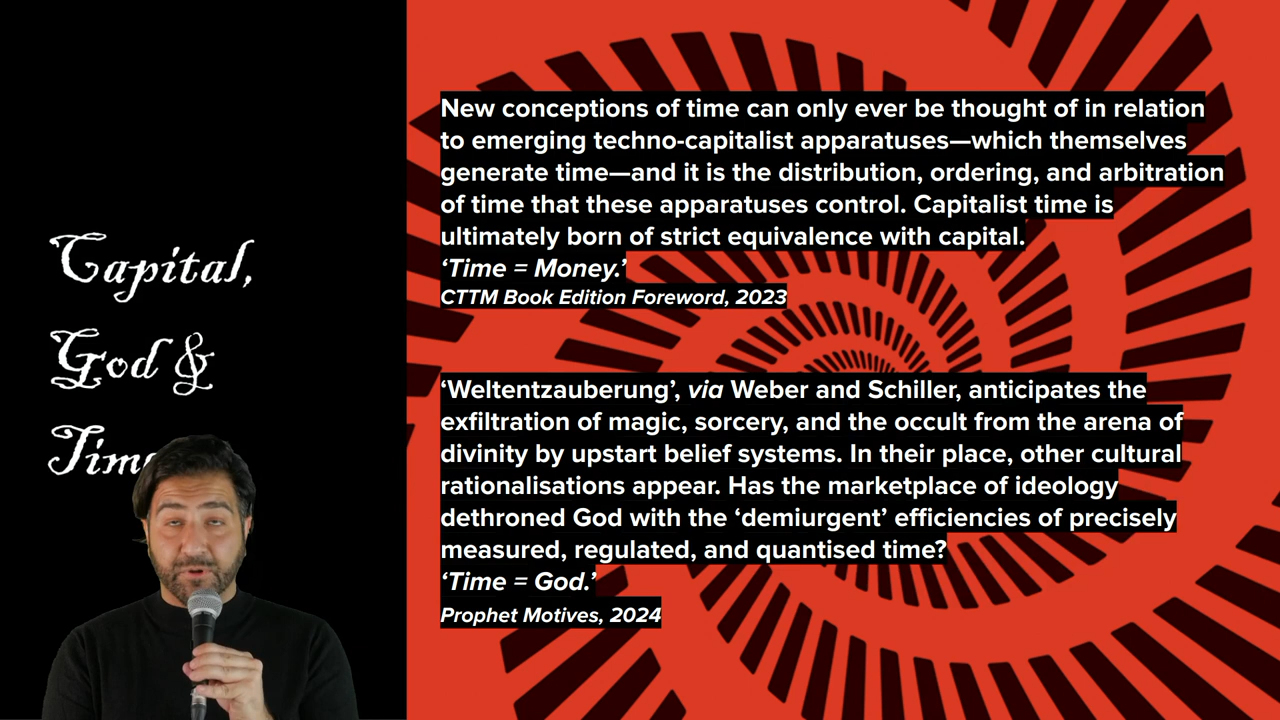 Capital,
God &
Time
New conceptions of time can only ever be thought of in relation
to emerging techno-capitalist apparatuses—which themselves
generate time—and it is the distribution, ordering, and arbitration
of time that these apparatuses control. Capitalist time is
ultimately born of strict equivalence with capital.
‘Time = Money.’
CTTM Book Edition Foreword, 2023
‘Weltentzauberung’, via Weber and Schiller, anticipates the
exfiltration of magic, sorcery, and the occult from the arena of
divinity by upstart belief systems. In their place, other cultural
rationalisations appear. Has the marketplace of ideology
dethroned God with the ‘demiurgent’ efficiencies of precisely
measured, regulated, and quantised time?
‘Time = God.’
Prophet Motives, 2024